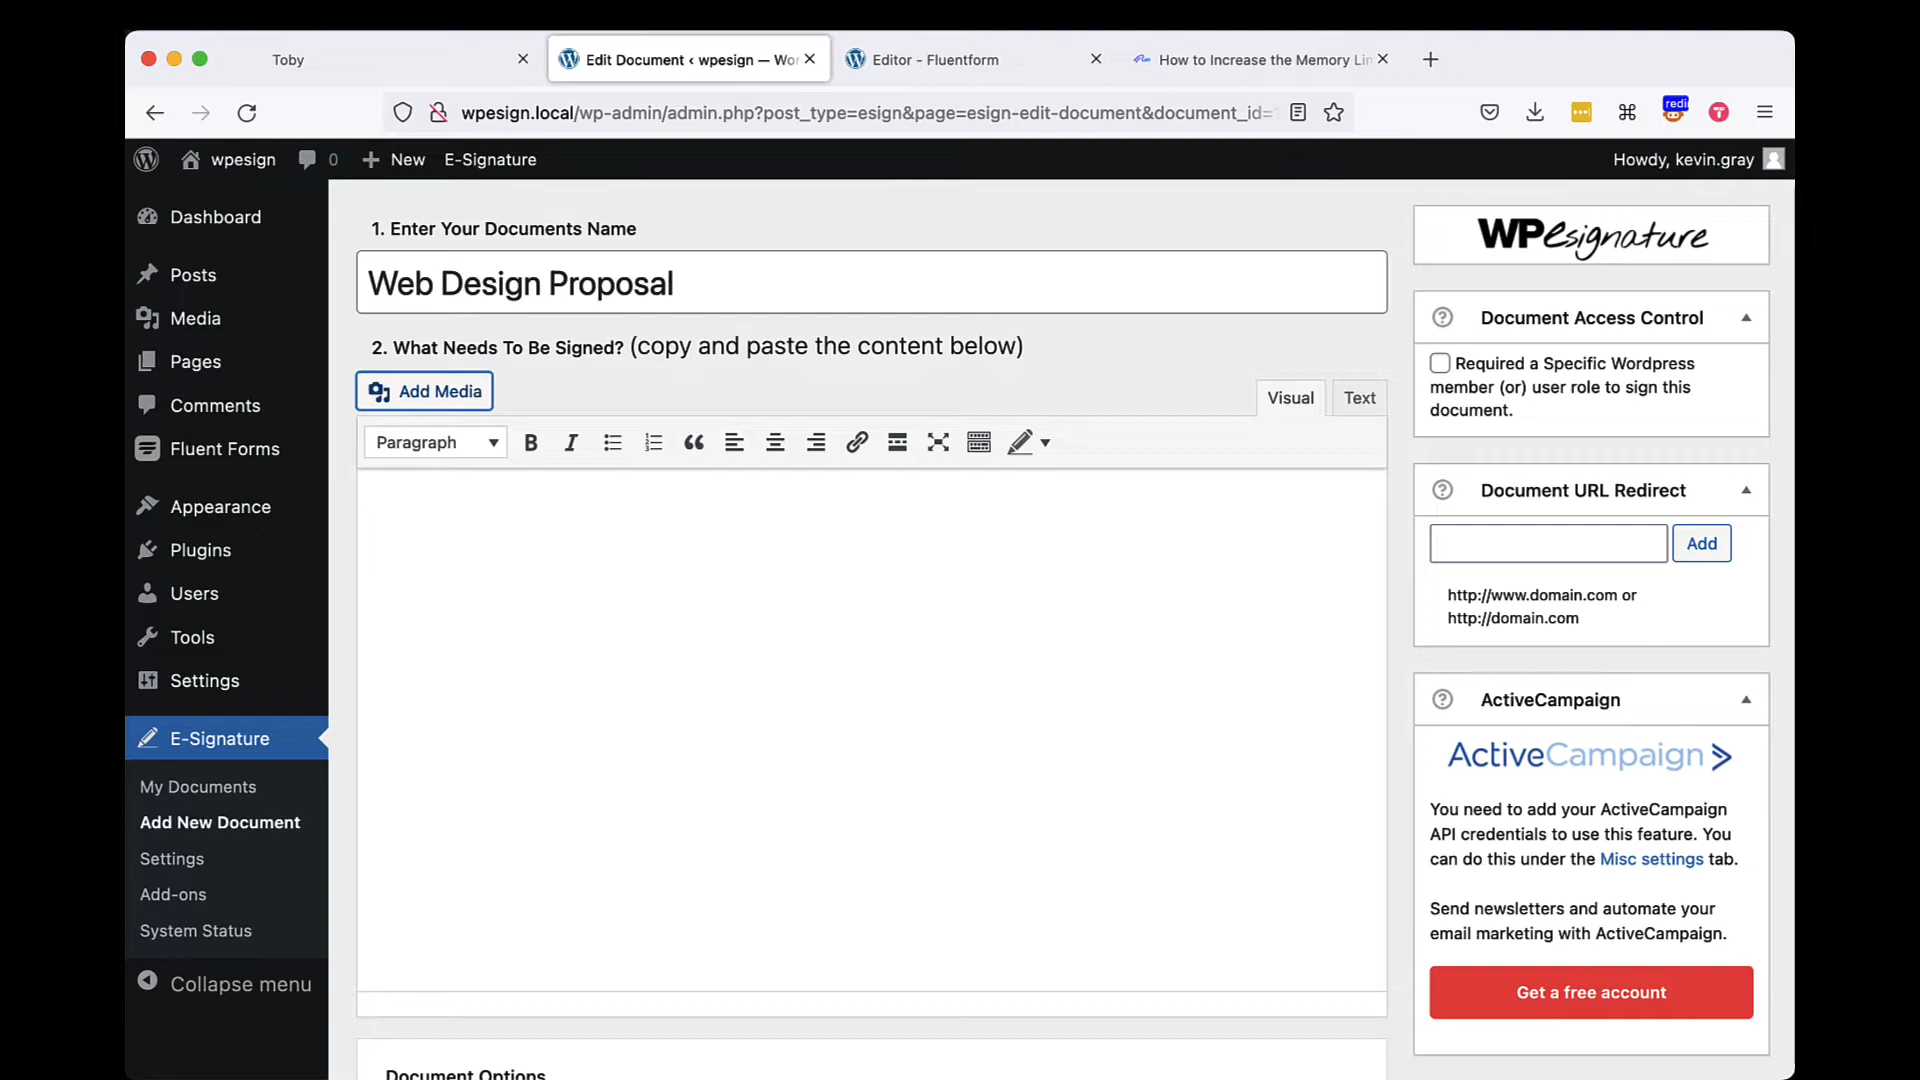 Toby
Edit Document ‹ wpesign — Wor
Editor - Fluentform
How to Increase the Memory Lin
wpesign.local/wp-admin/admin.php?post_type=esign&page=esign-edit-document&document_id=
redi
wpesign
0
New
E-Signature
Howdy, kevin.gray
Dashboard
Posts
Media
Pages
Comments
Fluent Forms
Appearance
Plugins
Users
Tools
Settings
E-Signature
My Documents
Add New Document
Settings
Add-ons
System Status
Collapse menu
1. Enter Your Documents Name
Web Design Proposal
2. What Needs To Be Signed? (copy and paste the content below)
Add Media
Visual
Text
Paragraph
B
I
Document Options
WPesignature
Document Access Control
Required a Specific Wordpress
member (or) user role to sign this
document.
Document URL Redirect
Add
http://www.domain.com or
http://domain.com
ActiveCampaign
ActiveCampaign
You need to add your ActiveCampaign
API credentials to use this feature. You
can do this under the Misc settings tab.
Send newsletters and automate your
email marketing with ActiveCampaign.
Get a free account